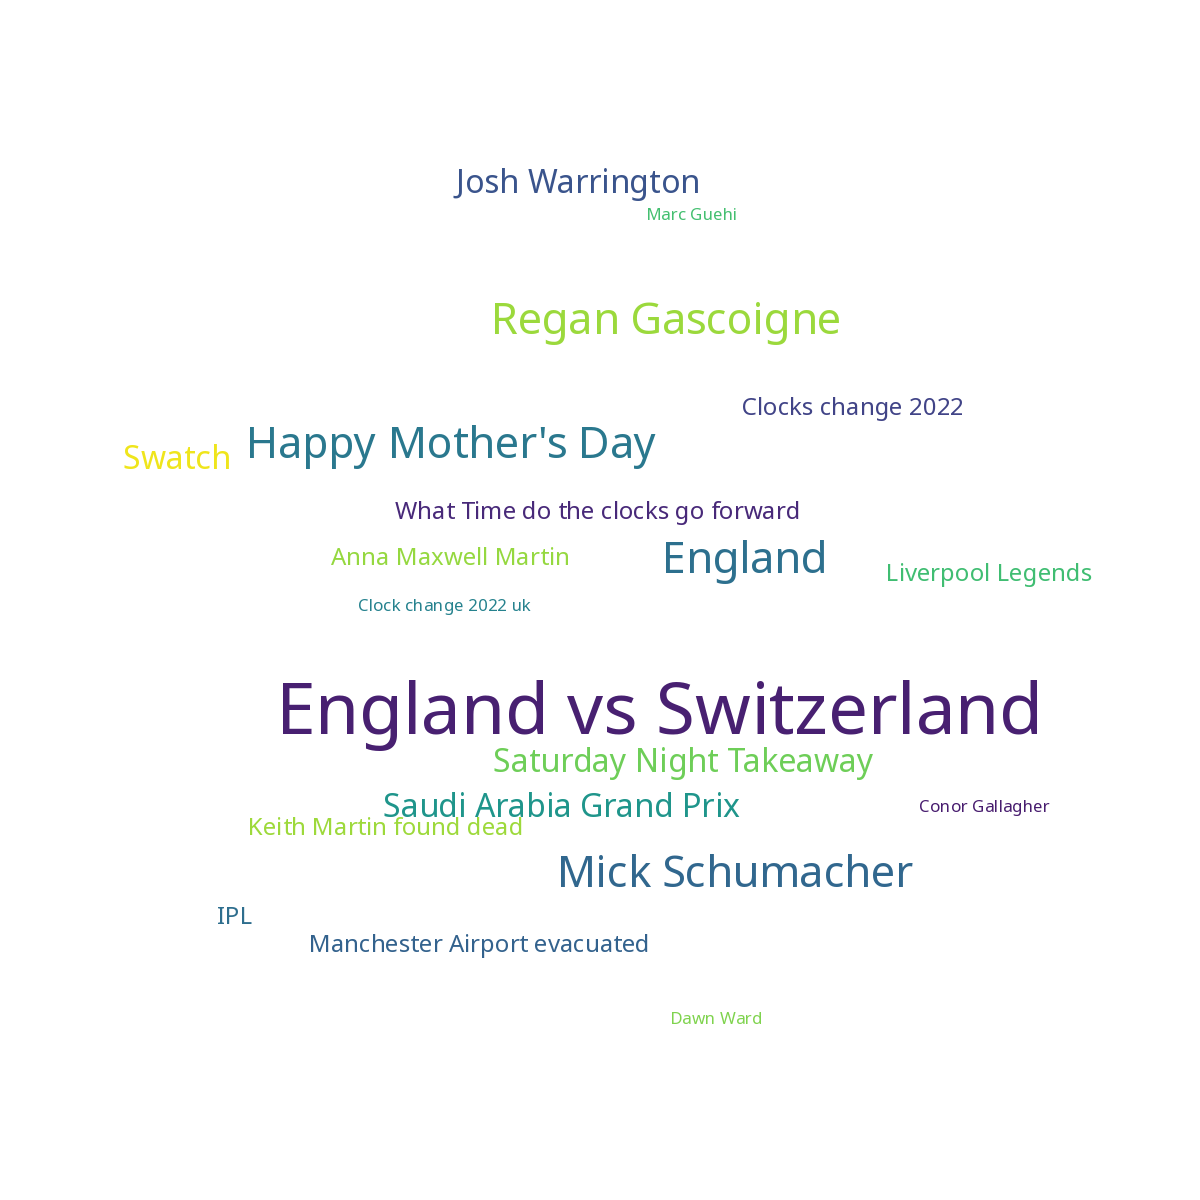 Josh Warrington
Marc Guehi
Regan Gascoigne
Clocks change 2022
Happy Mother's Day
Swatch
What Time do the clocks go forward
Anna Maxwell Martin
England
Liverpool Legends
Clock change 2022 uk
England vs Switzerland
Saturday Night Takeaway
Saudi Arabia Grand Prix
Conor Gallagher
Keith Martin found dead
Mick Schumacher
IPL
Manchester Airport evacuated
Dawn Ward